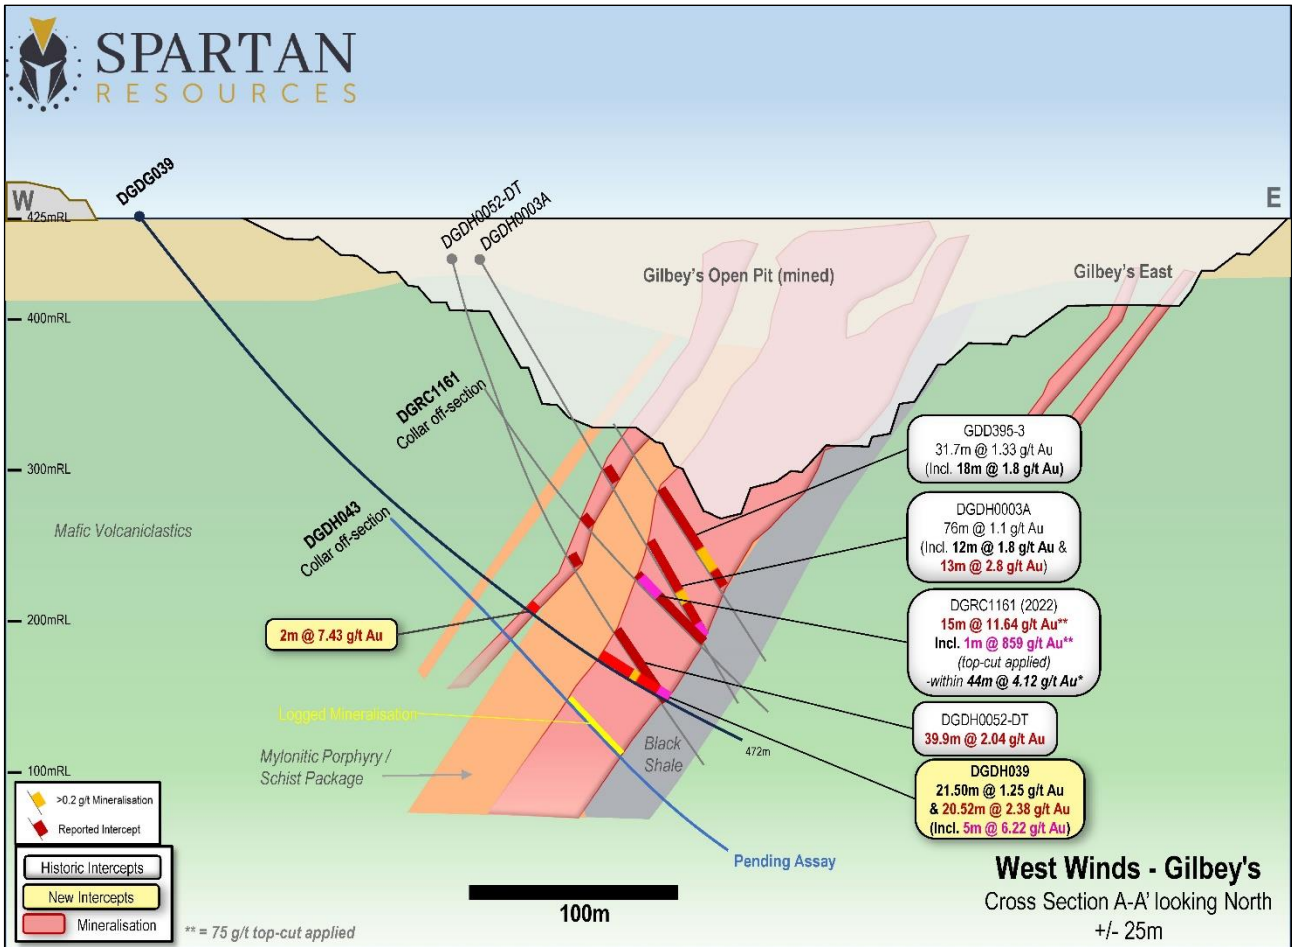 SPARTAN
RESOURCES
W
E
425mRL
400mRL
300mRL
200mRL
100mRL
DGDG039
DGDH0052-DT
DGDH0003A
Gilbey's Open Pit (mined)
Gilbey's East
DGRC1161
Collar off-section
DGDH043
Collar off-section
Mafic Volcaniclastics
GDD395-3
31.7m @ 1.33 g/t Au
(Incl. 18m @ 1.8 g/t Au)
DGDH0003A
76m @ 1.1 g/t Au
(Incl. 12m @ 1.8 g/t Au &
13m @ 2.8 g/t Au)
DGRC1161 (2022)
15m @ 11.64 g/t Au**
Incl. 1m @ 859 g/t Au**
(top-cut applied)
-within 44m @ 4.12 g/t Au*
2m @ 7.43 g/t Au
DGDH0052-DT
39.9m @ 2.04 g/t Au
DGDH039
21.50m @ 1.25 g/t Au
& 20.52m @ 2.38 g/t Au
(Incl. 5m @ 6.22 g/t Au)
Logged Mineralisation
Mylonitic Porphyry /
Schist Package
Black
Shale
472m
Pending Assay
>0.2 g/t Mineralisation
Reported Intercept
Historic Intercepts
New Intercepts
Mineralisation
** = 75 g/t top-cut applied
100m
West Winds - Gilbey's
Cross Section A-A' looking North
+/- 25m